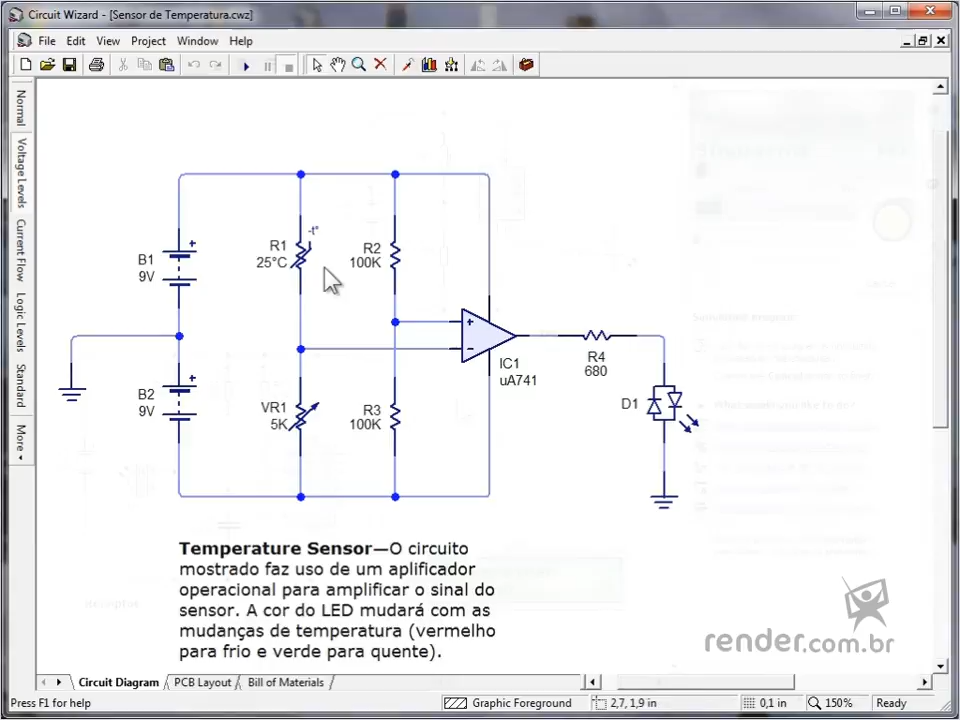 Circuit Wizard - [Sensor de Temperatura.cwz]
File Edit View Project Window Help
Normal
Voltage Levels
Current Flow
Logic Levels
Standard
More
B1
9V
-t°
R1
25°C
R2
100K
B2
9V
VR1
5K
R3
100K
+
-
IC1
uA741
R4
680
D1
Temperature Sensor—O circuito
mostrado faz uso de um aplificador
operacional para amplificar o sinal do
sensor. A cor do LED mudará com as
mudanças de temperatura (vermelho
para frio e verde para quente).
render.com.br
Circuit Diagram PCB Layout Bill of Materials
Press F1 for help Graphic Foreground 2,7, 1,9 in 0,1 in 150% Ready